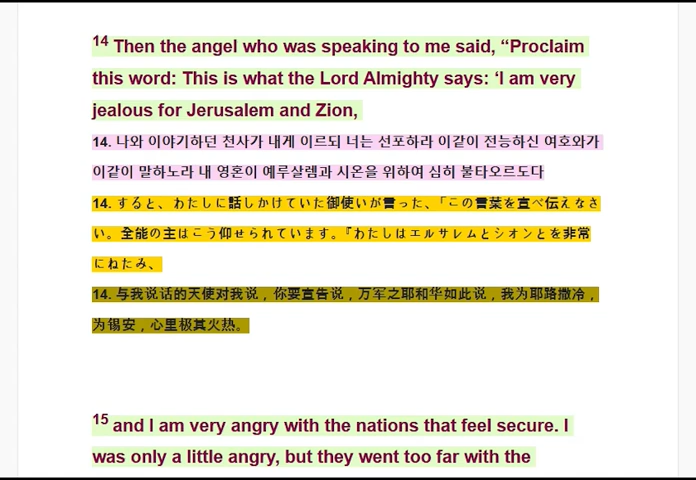 14 Then the angel who was speaking to me said, “Proclaim
this word: This is what the Lord Almighty says: ‘I am very
jealous for Jerusalem and Zion,
14. 나와 이야기하던 천사가 내게 이르되 너는 선포하라 이같이 전능하신 여호와가
이같이 말하노라 내 영혼이 예루살렘과 시온을 위하여 심히 불타오르도다
14. すると、わたしに話しかけていた御使いが言った、「この言葉を宣べ伝えなさ
い。全能の主はこう仰せられています。『わたしはエルサレムとシオンとを非常
にねたみ、
14. 与我说话的天使对我说，你要宣告说，万军之耶和华如此说，我为耶路撒冷，
为锡安，心里极其火热。
15 and I am very angry with the nations that feel secure. I
was only a little angry, but they went too far with the